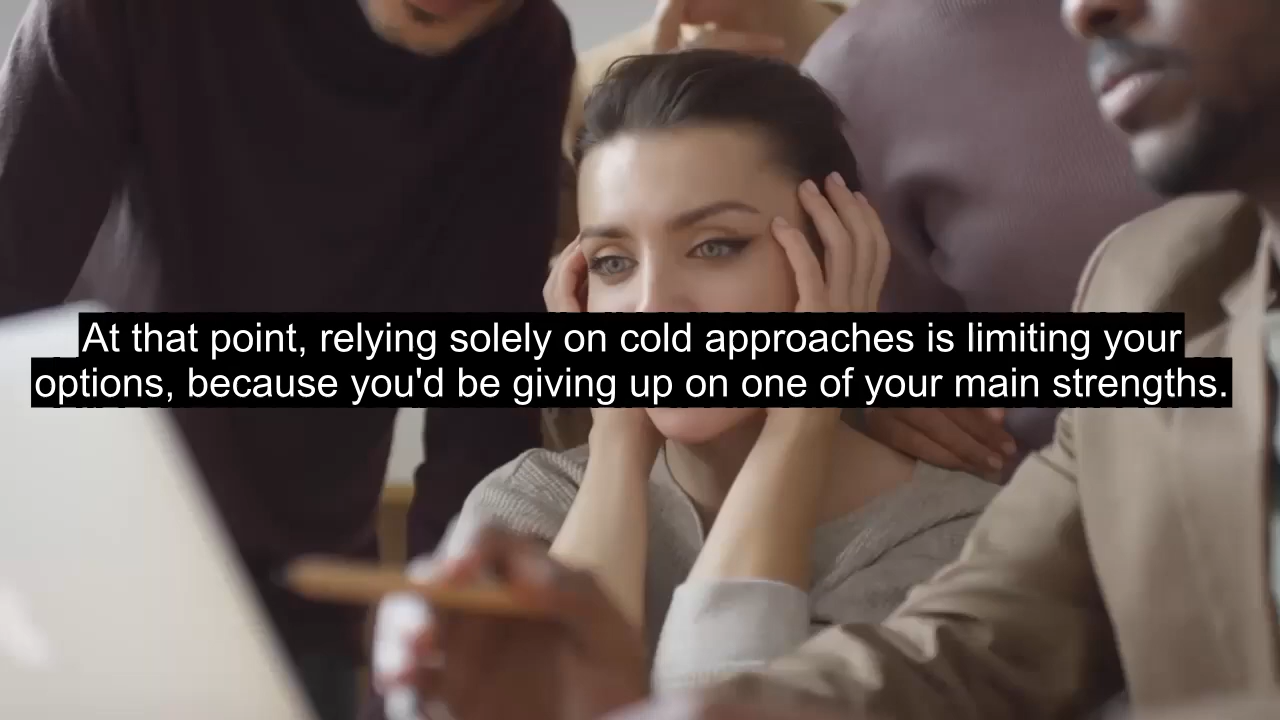 At that point, relying solely on cold approaches is limiting your
options, because you'd be giving up on one of your main strengths.